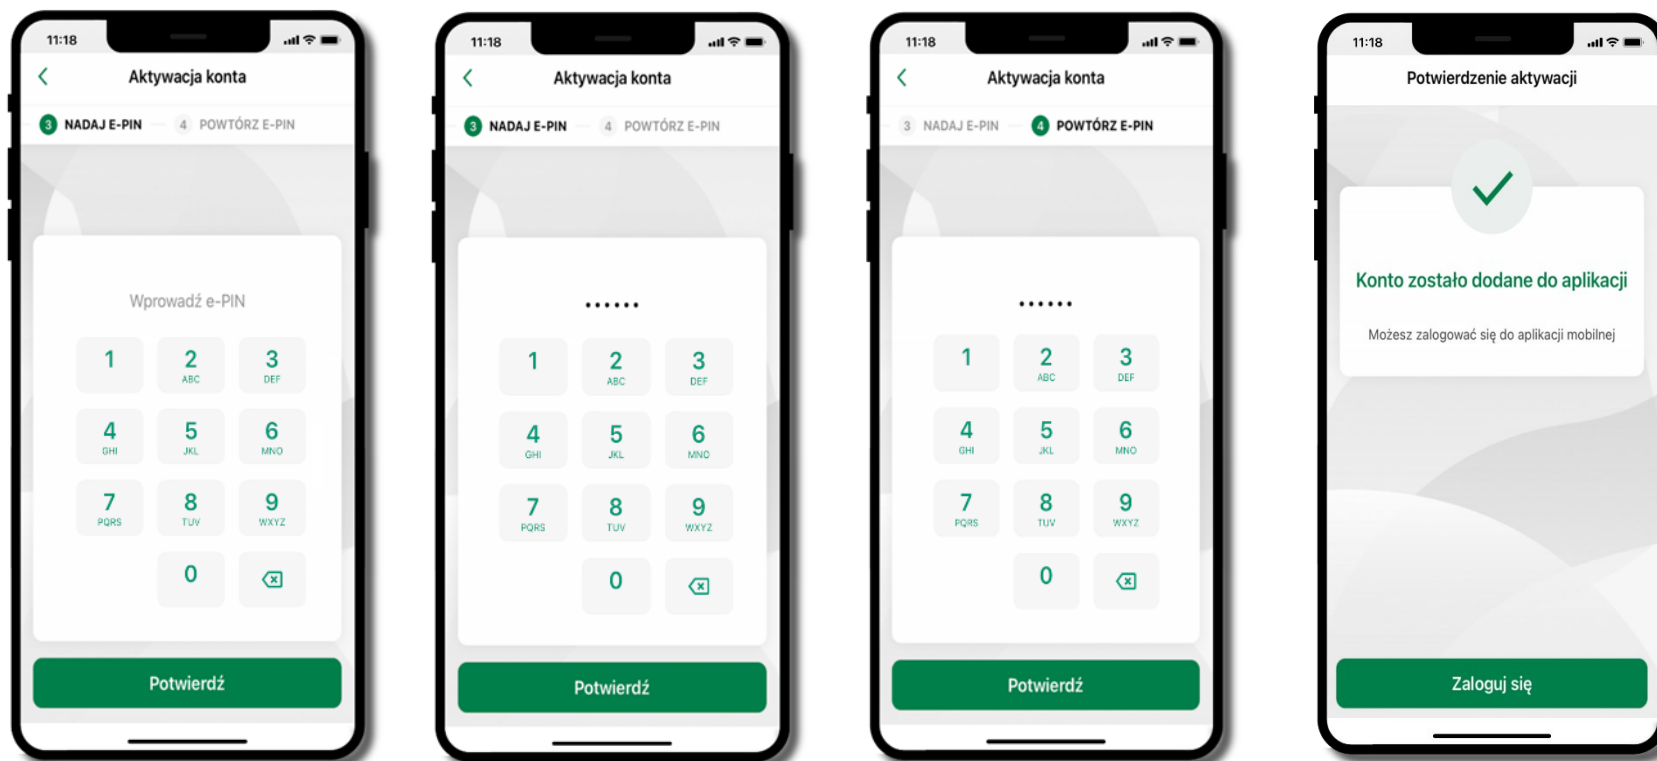 11:18
Aktywacja konta
3 NADAJ E-PIN 4 POWTÓRZ E-PIN
Wprowadź e-PIN
1 2 3
ABC DEF
4 5 6
GHI JKL MNO
7 8 9
PQRS TUV WXYZ
0
Potwierdź
11:18
Aktywacja konta
3 NADAJ E-PIN 4 POWTÓRZ E-PIN
••••••
1 2 3
ABC DEF
4 5 6
GHI JKL MNO
7 8 9
PQRS TUV WXYZ
0
Potwierdź
11:18
Aktywacja konta
3 NADAJ E-PIN 4 POWTÓRZ E-PIN
••••••
1 2 3
ABC DEF
4 5 6
GHI JKL MNO
7 8 9
PQRS TUV WXYZ
0
Potwierdź
11:18
Potwierdzenie aktywacji
Konto zostało dodane do aplikacji
Możesz zalogować się do aplikacji mobilnej
Zaloguj się